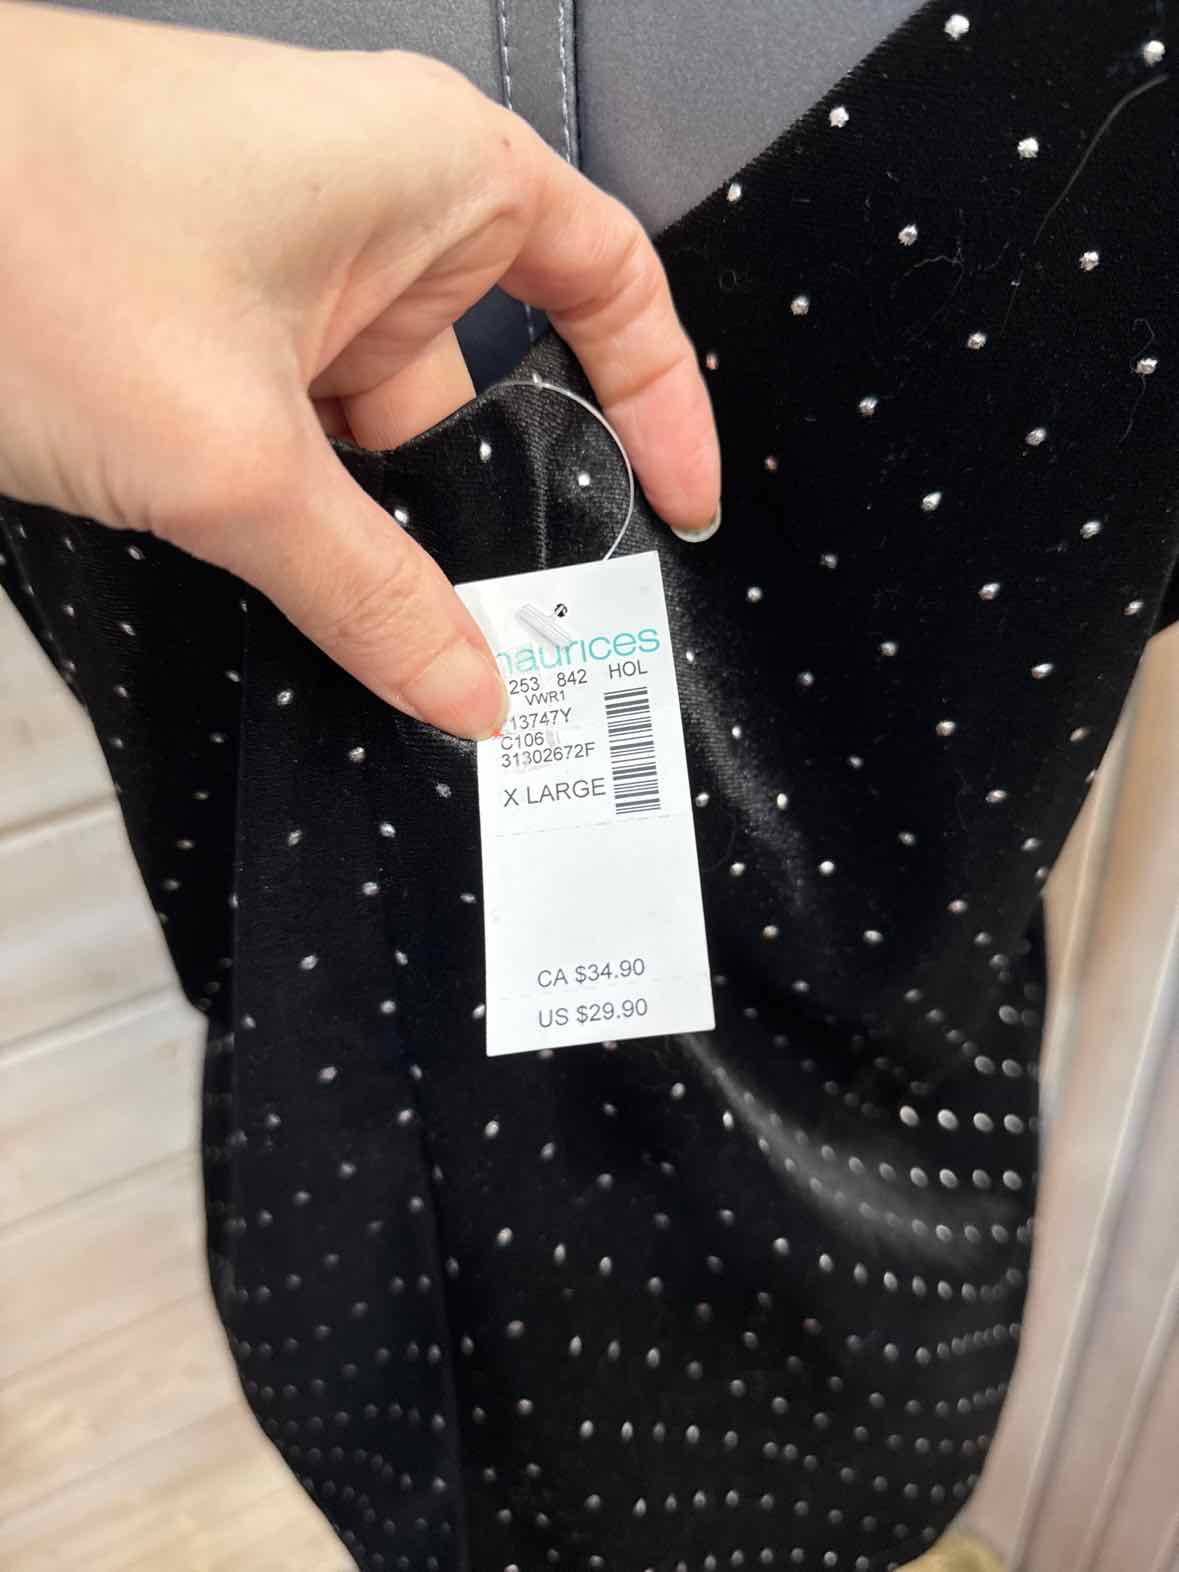 maurices
253 842 HOL
VWR1
13747Y
C106
31302672F
X LARGE
CA $34.90
US $29.90